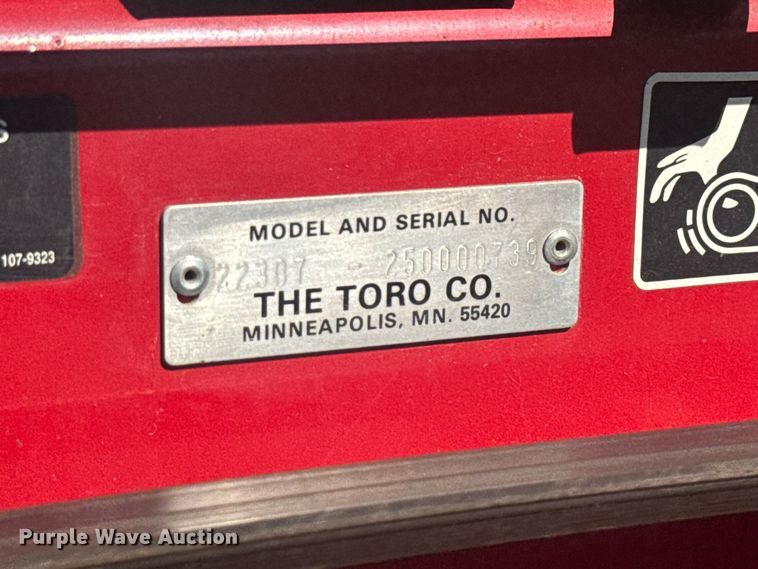 S
107-9323
MODEL AND SERIAL NO.
22307 - 250000739
THE TORO CO.
MINNEAPOLIS, MN. 55420
Purple Wave Auction